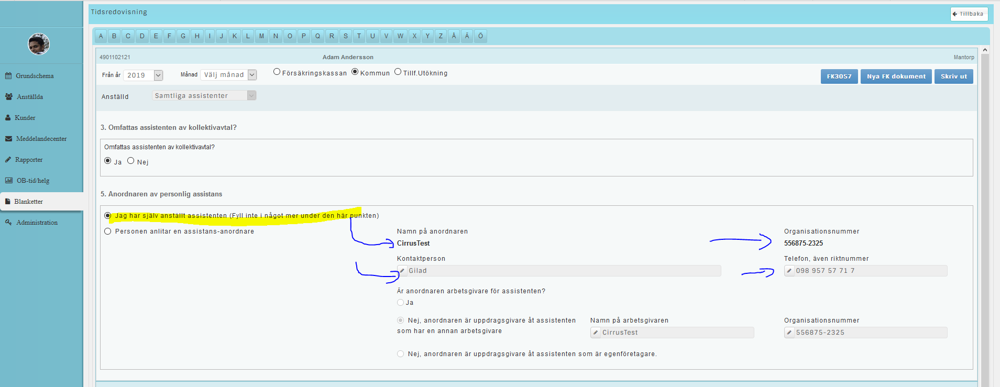 Tidsredovisning
Tillbaka
A B C D E F G H I J K L M N O P Q R S T U V W X Y Z Å Ä Ö
4901102121 Adam Andersson Mantorp
Från år 2019 Månad Välj månad Försäkringskassan Kommun Tillf.Utökning FK3057 Nya FK dokument Skriv ut
Anställd Samtliga assistenter
Grundschema
Anställda
Kunder
Meddelandecenter
Rapporter
OB-tid/helg
Blanketter
Administration
3. Omfattas assistenten av kollektivavtal?
Omfattas assistenten av kollektivavtal?
Ja Nej
5. Anordnaren av personlig assistans
Jag har själv anställt assistenten (Fyll inte i något mer under den här punkten)
Personen anlitar en assistans-anordnare
Namn på anordnaren Organisationsnummer
CirrusTest 556875-2325
Kontaktperson Telefon, även riktnummer
Gilad 098 957 57 71 7
Är anordnaren arbetsgivare för assistenten?
Ja
Nej, anordnaren är uppdragsgivare åt assistenten Namn på arbetsgivaren Organisationsnummer
som har en annan arbetsgivare CirrusTest 556875-2325
Nej, anordnaren är uppdragsgivare åt assistenten som är egenföretagare.